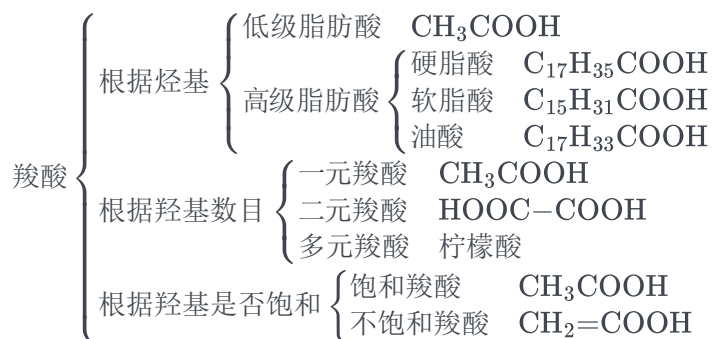 低级脂肪酸 CH₃COOH
根据烃基
硬脂酸 C₁₇H₃₅COOH
高级脂肪酸 软脂酸 C₁₅H₃₁COOH
油酸 C₁₇H₃₃COOH
羧酸
一元羧酸 CH₃COOH
根据羟基数目 二元羧酸 HOOC−COOH
多元羧酸 柠檬酸
根据羟基是否饱和
饱和羧酸 CH₃COOH
不饱和羧酸 CH₂=COOH